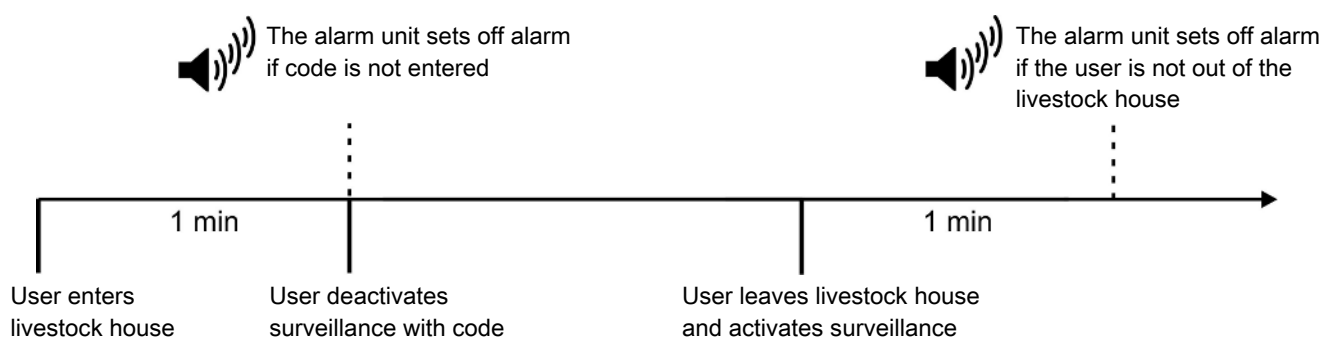 The alarm unit sets off alarm
if code is not entered
The alarm unit sets off alarm
if the user is not out of the
livestock house
1 min
1 min
User enters
livestock house
User deactivates
surveillance with code
User leaves livestock house
and activates surveillance